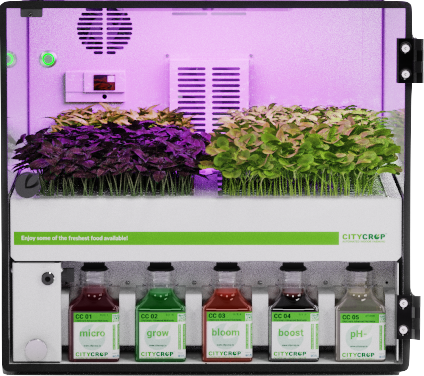 Enjoy some of the freshest food available!
CITYCROP
CC 01
CC 02
CC 03
CC 04
CC 05
micro
grow
bloom
boost
pH-
CITYCROP
CITYCROP
CITYCROP
CITYCROP
CITYCROP